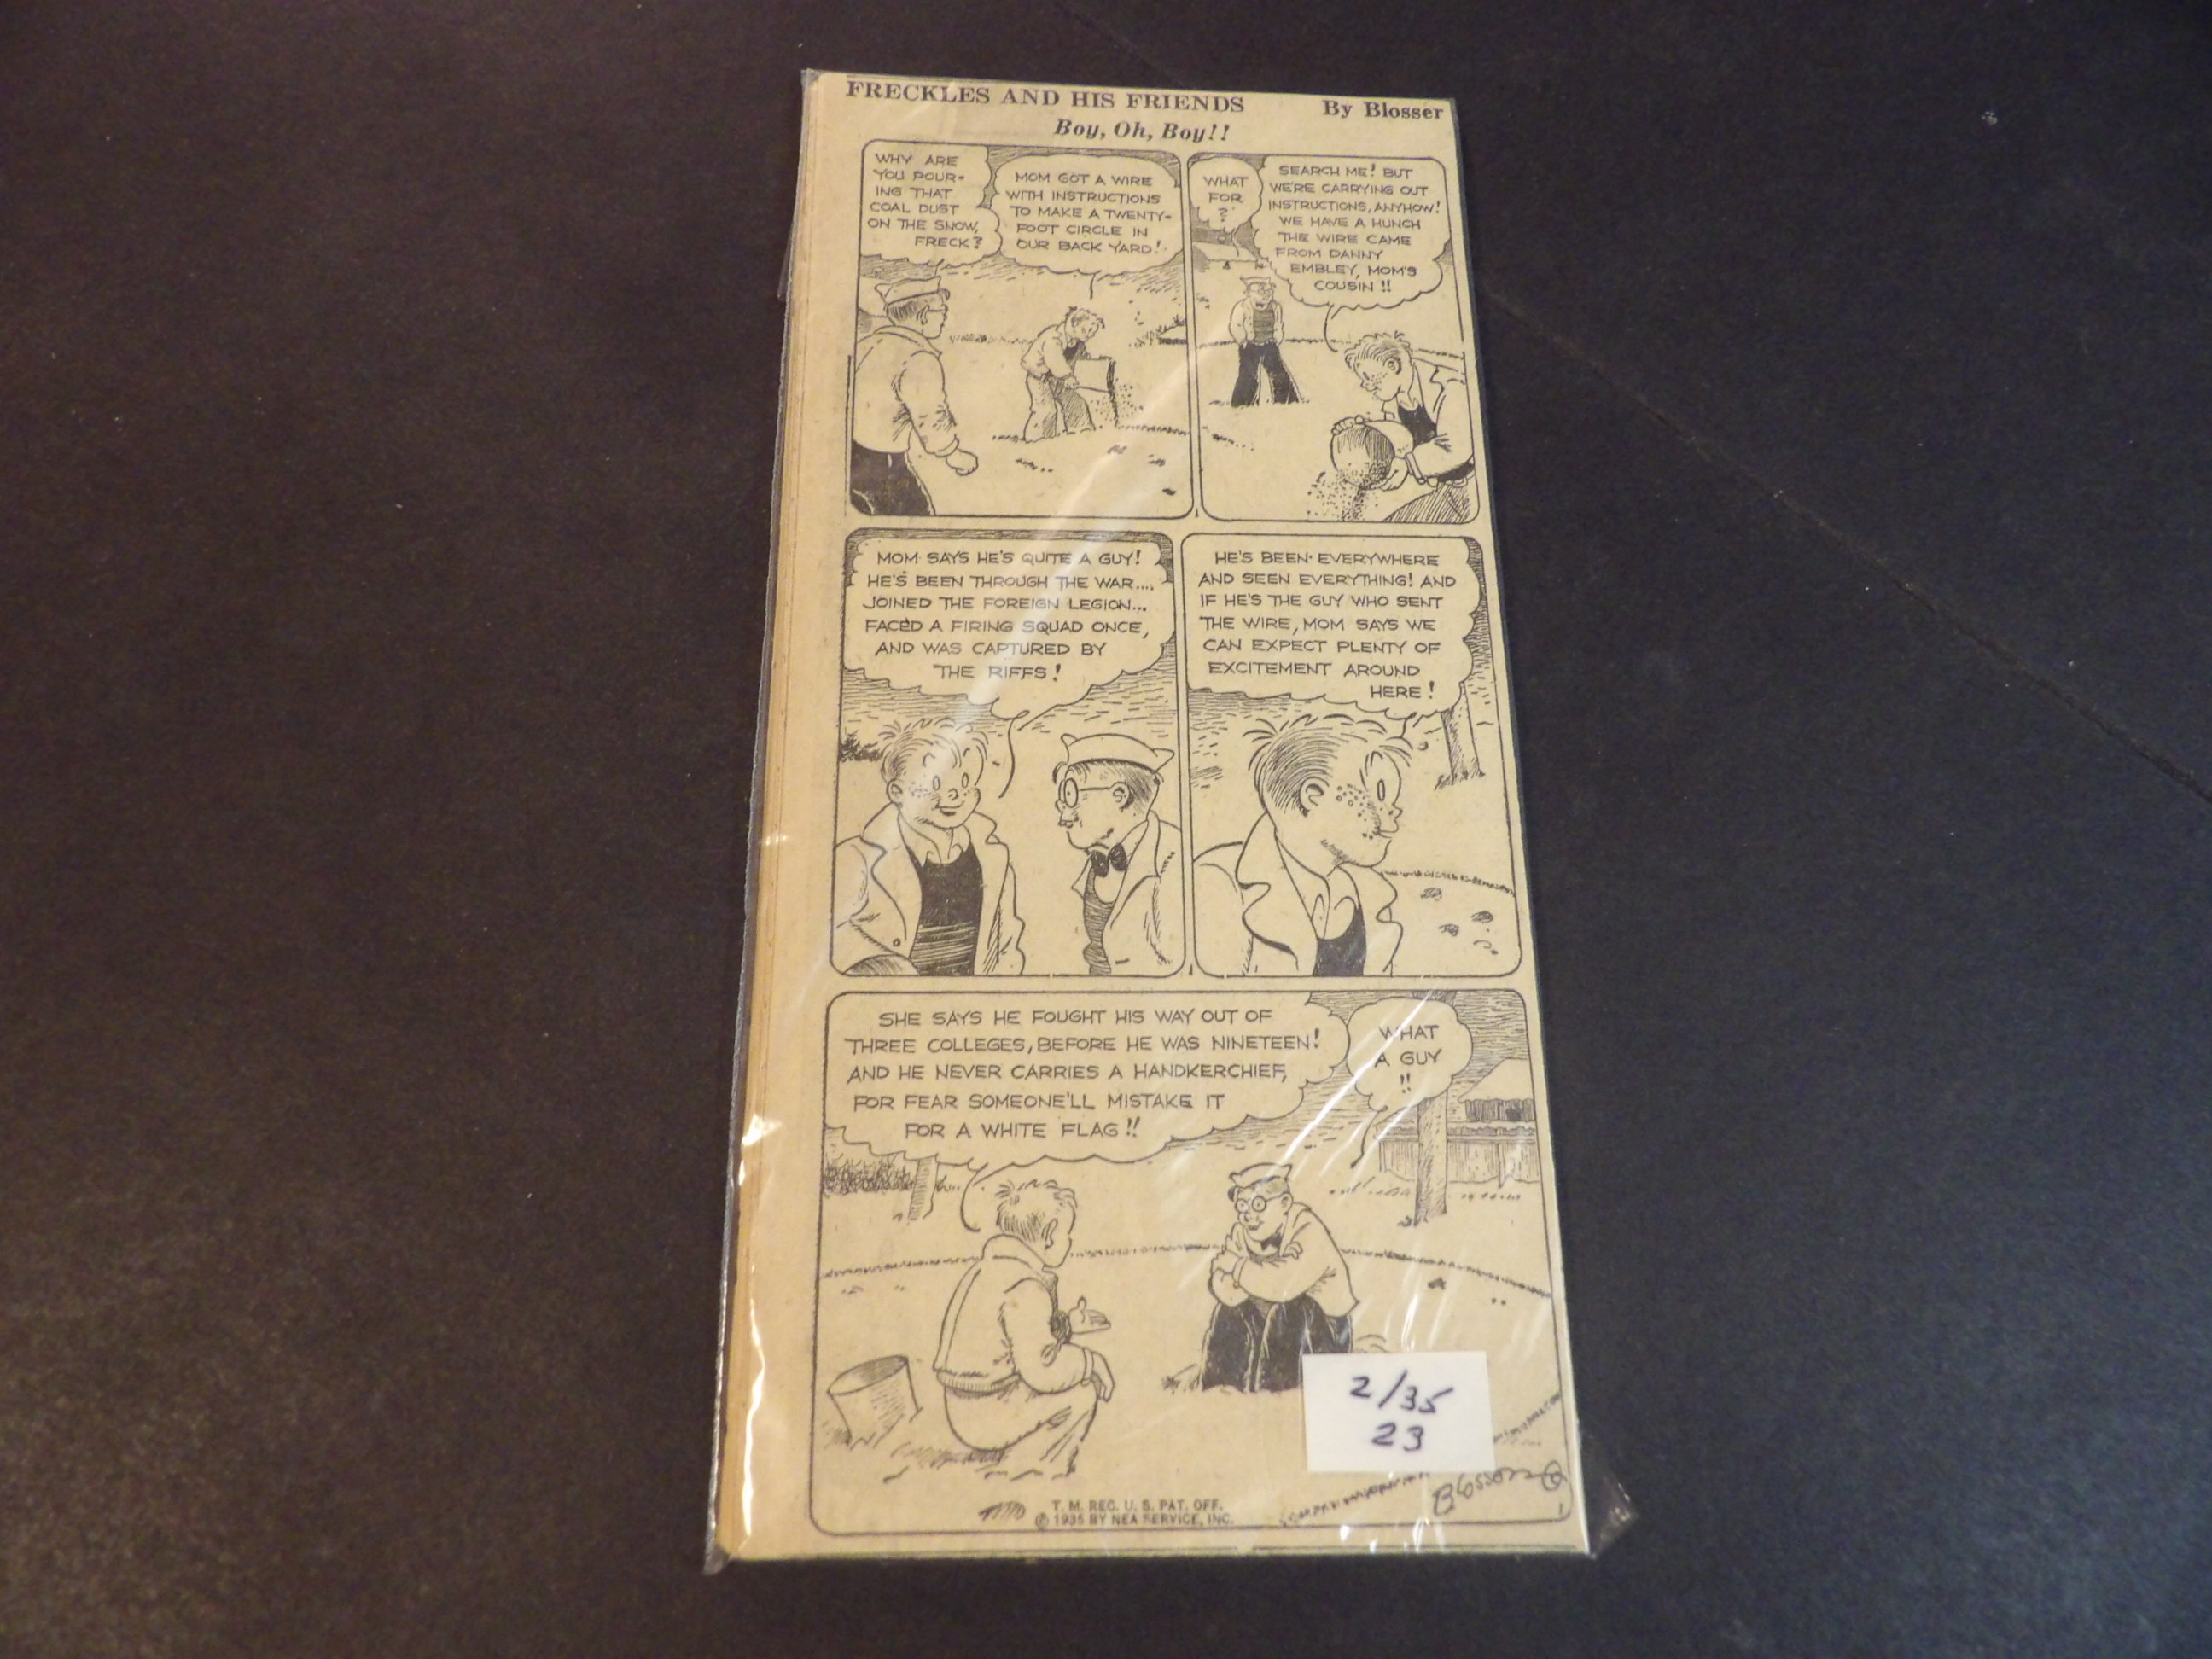 FRECKLES AND HIS FRIENDS By Blosser
Boy, Oh, Boy!!
WHY ARE
YOU POUR-
ING THAT
COAL DUST
ON THE SNOW,
FRECK?
MOM GOT A WIRE
WITH INSTRUCTIONS
TO MAKE A TWENTY-
FOOT CIRCLE IN
OUR BACK YARD!
WHAT
FOR
?
SEARCH ME! BUT
WE'RE CARRYING OUT
INSTRUCTIONS, ANYHOW!
WE HAVE A HUNCH
THE WIRE CAME
FROM DANNY
EMBLEY, MOM'S
COUSIN!!
MOM SAYS HE'S QUITE A GUY!
HE'S BEEN THROUGH THE WAR....
JOINED THE FOREIGN LEGION...
FACED A FIRING SQUAD ONCE,
AND WAS CAPTURED BY
THE RIFFS!
HE'S BEEN EVERYWHERE
AND SEEN EVERYTHING! AND
IF HE'S THE GUY WHO SENT
THE WIRE, MOM SAYS WE
CAN EXPECT PLENTY OF
EXCITEMENT AROUND
HERE!
SHE SAYS HE FOUGHT HIS WAY OUT OF
THREE COLLEGES, BEFORE HE WAS NINETEEN!
AND HE NEVER CARRIES A HANDKERCHIEF,
FOR FEAR SOMEONE'LL MISTAKE IT
FOR A WHITE FLAG!!
WHAT
A GUY
!!
2/35
23
Blosser
T. M. REG. U. S. PAT. OFF.
© 1935 BY NEA SERVICE, INC.